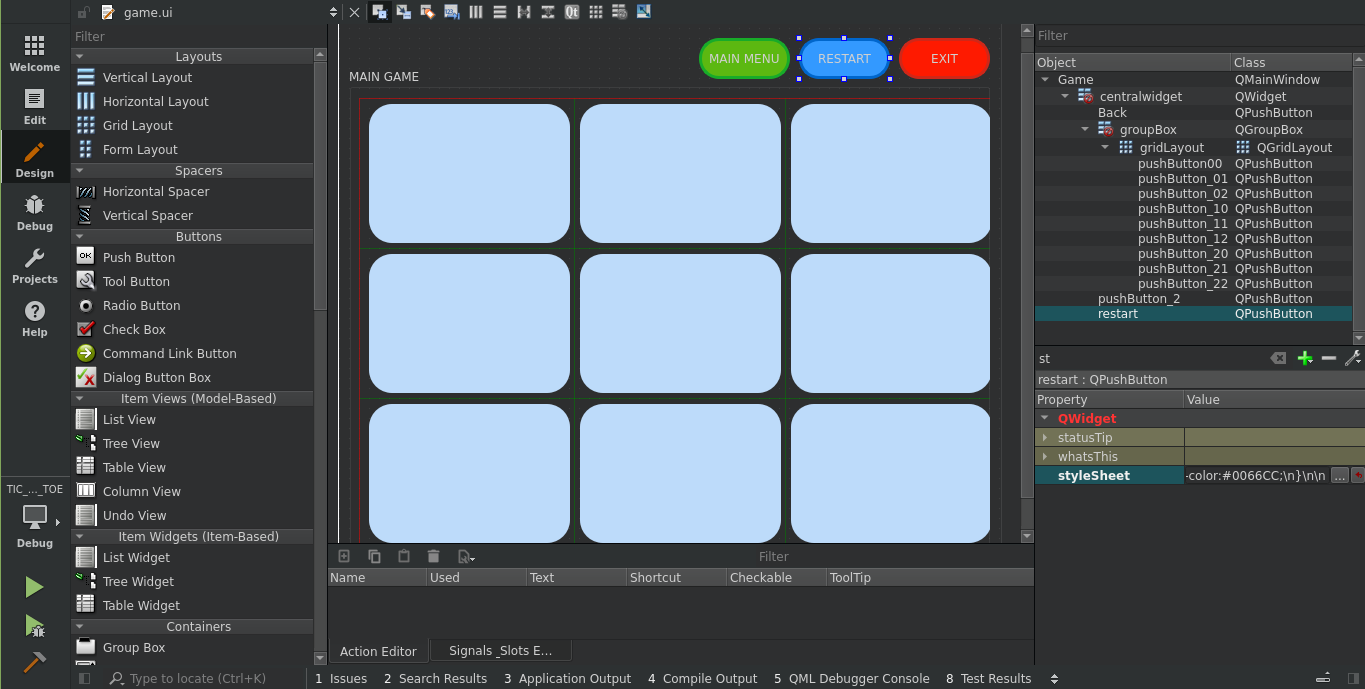 game.ui
Welcome
Edit
Design
Debug
Projects
Help
TIC_..._TOE
Debug
Filter
Layouts
Vertical Layout
Horizontal Layout
Grid Layout
Form Layout
Spacers
Horizontal Spacer
Vertical Spacer
Buttons
OK
Push Button
Tool Button
Radio Button
Check Box
Command Link Button
Dialog Button Box
Item Views (Model-Based)
List View
Tree View
Table View
Column View
Undo View
Item Widgets (Item-Based)
List Widget
Tree Widget
Table Widget
Containers
Group Box
Qt
MAIN MENU RESTART EXIT
MAIN GAME
Filter
Name Used Text Shortcut Checkable ToolTip
Action Editor Signals _Slots E...
Filter
Object Class
Game QMainWindow
centralwidget QWidget
Back QPushButton
groupBox QGroupBox
gridLayout QGridLayout
pushButton00 QPushButton
pushButton_01 QPushButton
pushButton_02 QPushButton
pushButton_10 QPushButton
pushButton_11 QPushButton
pushButton_12 QPushButton
pushButton_20 QPushButton
pushButton_21 QPushButton
pushButton_22 QPushButton
pushButton_2 QPushButton
restart QPushButton
st
restart : QPushButton
Property Value
QWidget
statusTip
whatsThis
styleSheet -color:#0066CC;\n}\n\n ...
Type to locate (Ctrl+K) 1 Issues 2 Search Results 3 Application Output 4 Compile Output 5 QML Debugger Console 8 Test Results